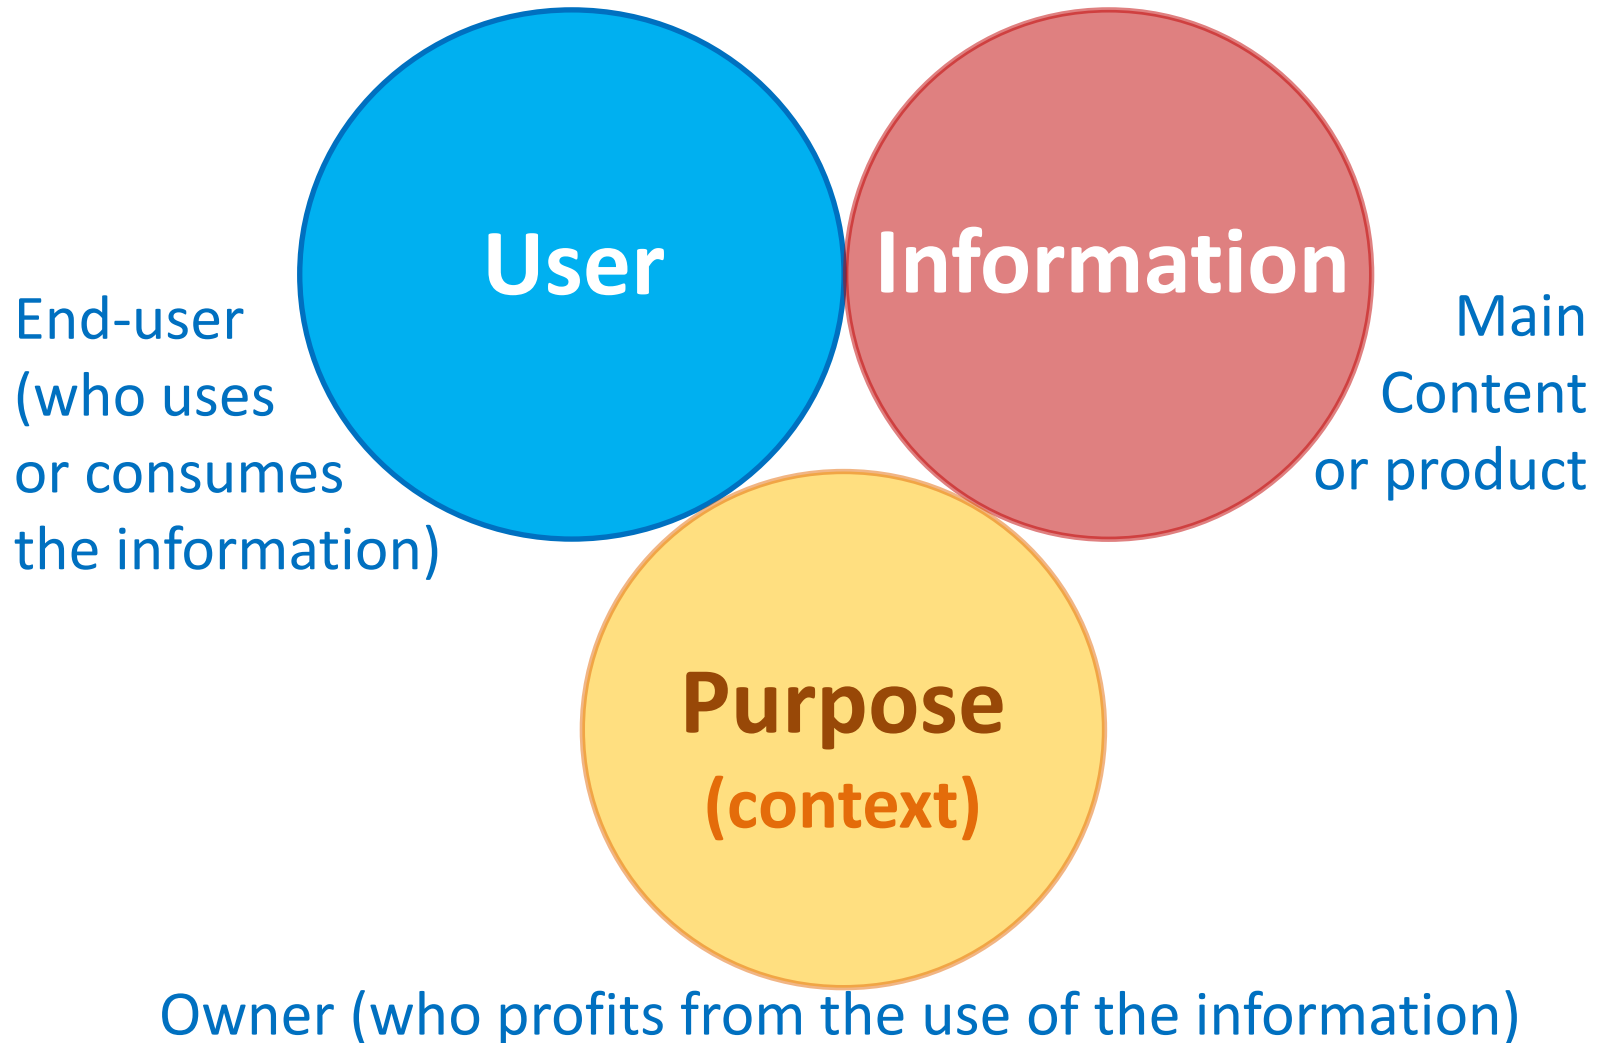 User
Information
End-user
(who uses
or consumes
the information)
Main
Content
or product
Purpose
(context)
Owner (who profits from the use of the information)